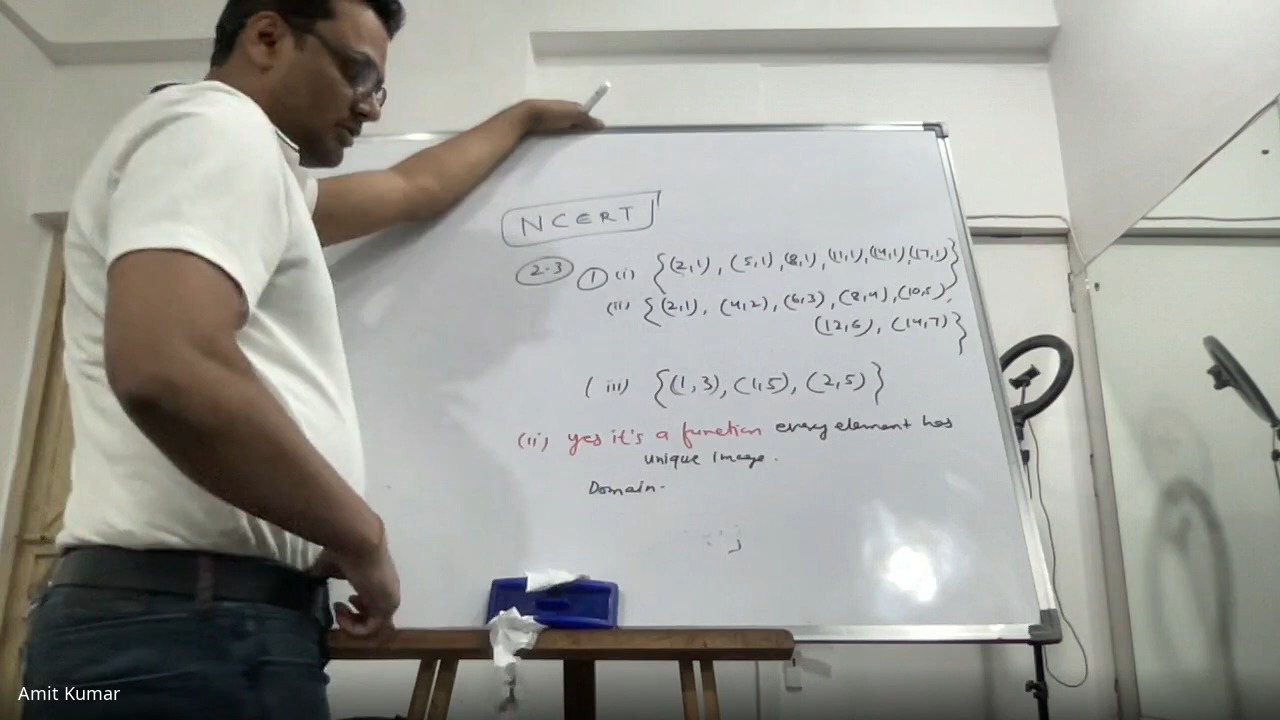 NCERT
2.3 1 (i) {(2,1), (5,1), (8,1), (11,1), (14,1), (17,1)}
(ii) {(2,1), (4,2), (6,3), (8,4), (10,5),
(12,6), (14,7)}
(iii) {(1,3), (1,5), (2,5)}
(ii) yes it's a function every element has
unique image.
Domain-
Amit Kumar